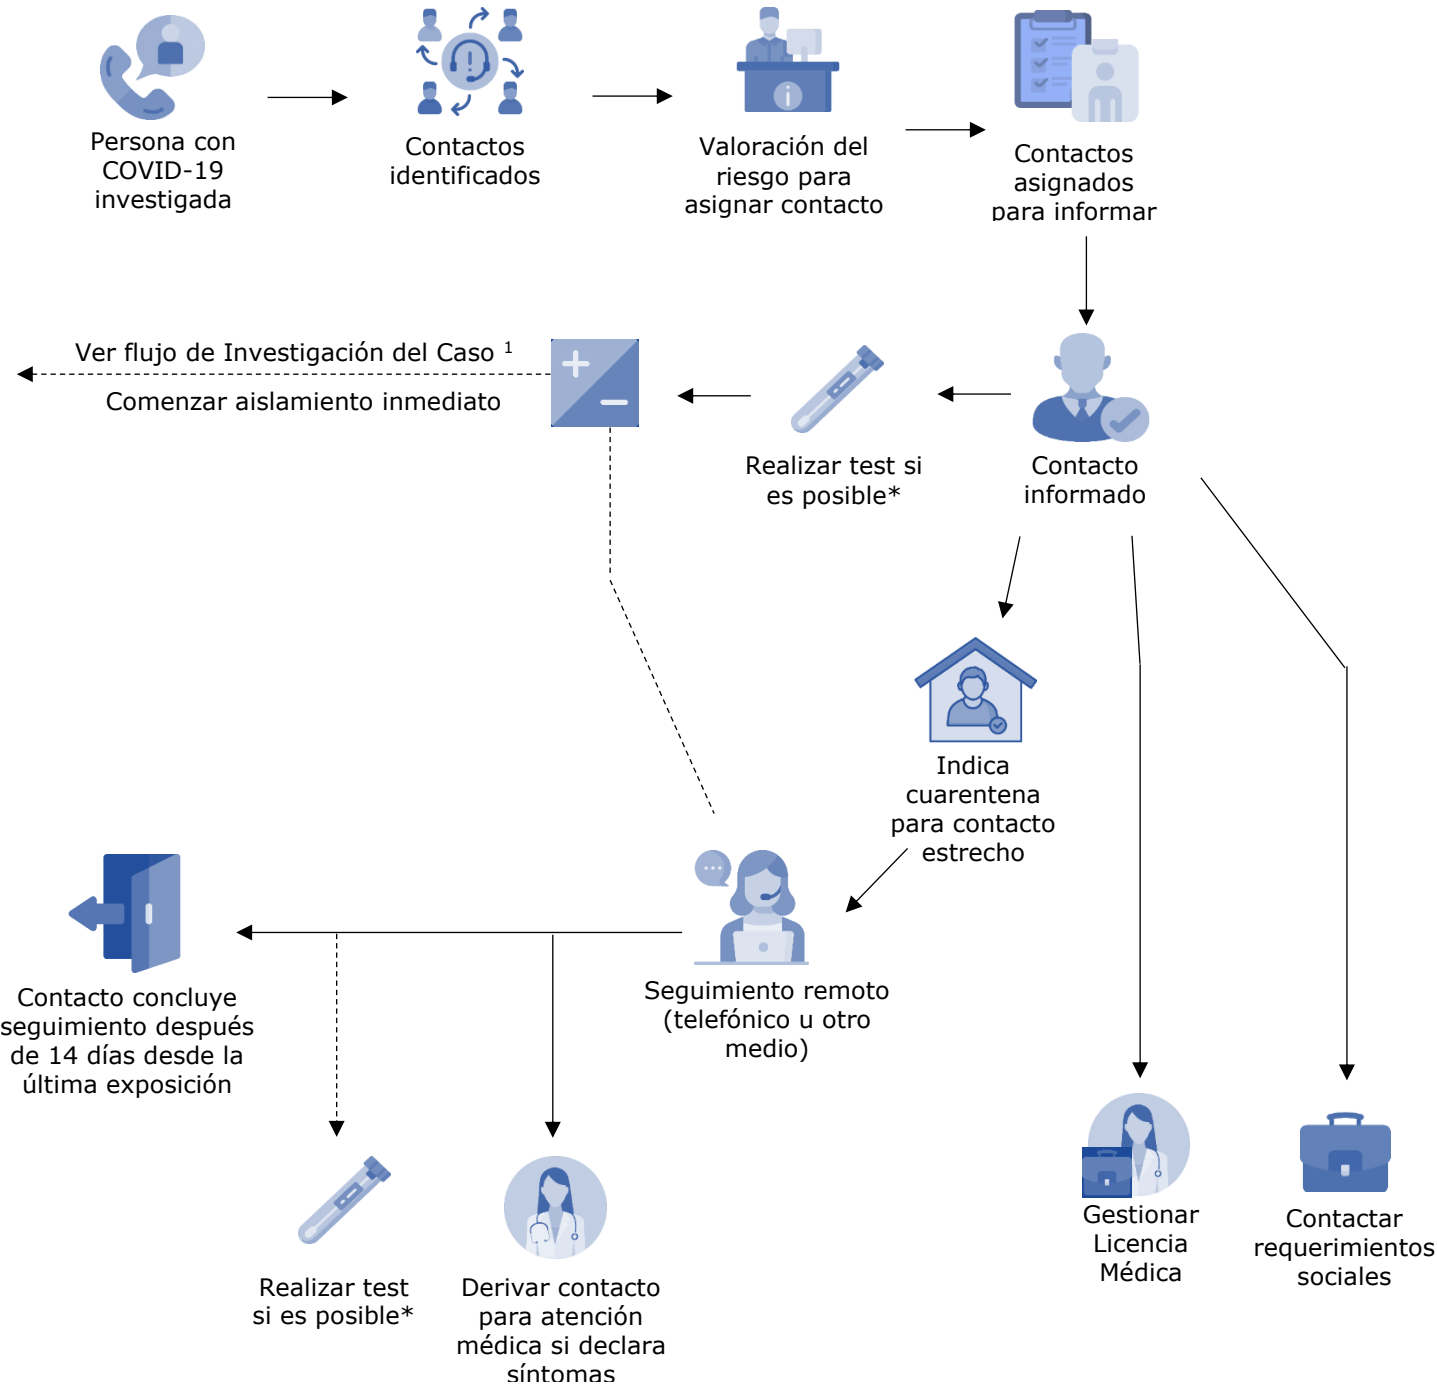 Persona con
COVID-19
investigada
Contactos
identificados
Valoración del
riesgo para
asignar contacto
Contactos
asignados
para informar
Ver flujo de Investigación del Caso ¹
Comenzar aislamiento inmediato
Realizar test si
es posible*
Contacto
informado
Indica
cuarentena
para contacto
estrecho
Contacto concluye
seguimiento después
de 14 días desde la
última exposición
Seguimiento remoto
(telefónico u otro
medio)
Realizar test
si es posible*
Derivar contacto
para atención
médica si declara
síntomas
Gestionar
Licencia
Médica
Contactar
requerimientos
sociales